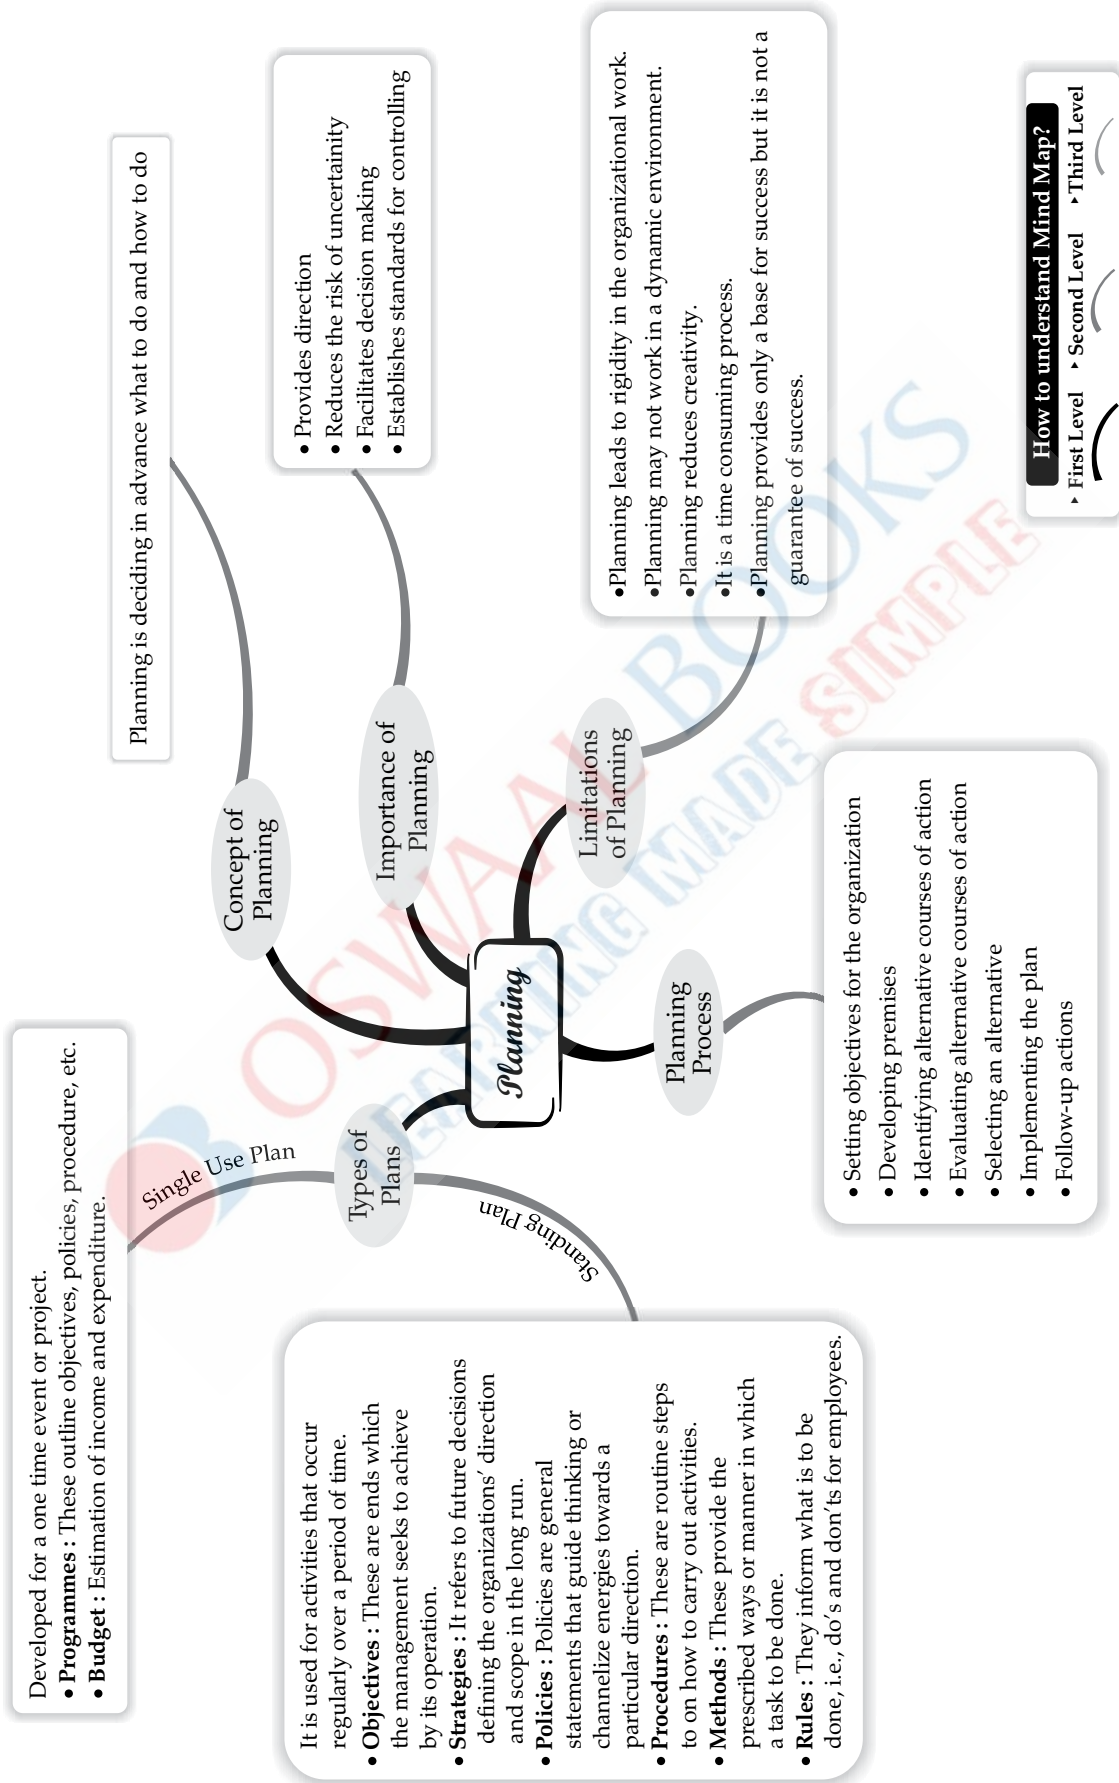 Developed for a one time event or project.
• Programmes : These outline objectives, policies, procedure, etc.
• Budget : Estimation of income and expenditure.
Single Use Plan
Types of
Plans
Standing Plan
It is used for activities that occur
regularly over a period of time.
• Objectives : These are ends which
the management seeks to achieve
by its operation.
• Strategies : It refers to future decisions
defining the organizations' direction
and scope in the long run.
• Policies : Policies are general
statements that guide thinking or
channelize energies towards a
particular direction.
• Procedures : These are routine steps
to on how to carry out activities.
• Methods : These provide the
prescribed ways or manner in which
a task to be done.
• Rules : They inform what is to be
done, i.e., do's and don'ts for employees.
Planning
Concept of
Planning
Planning is deciding in advance what to do and how to do
Importance of
Planning
• Provides direction
• Reduces the risk of uncertainity
• Facilitates decision making
• Establishes standards for controlling
Limitations
of Planning
•Planning leads to rigidity in the organizational work.
•Planning may not work in a dynamic environment.
•Planning reduces creativity.
•It is a time consuming process.
•Planning provides only a base for success but it is not a
guarantee of success.
Planning
Process
• Setting objectives for the organization
• Developing premises
• Identifying alternative courses of action
• Evaluating alternative courses of action
• Selecting an alternative
• Implementing the plan
• Follow-up actions
How to understand Mind Map?
‣ First Level ‣ Second Level ‣Third Level
OSWAAL BOOKS
LEARNING MADE SIMPLE